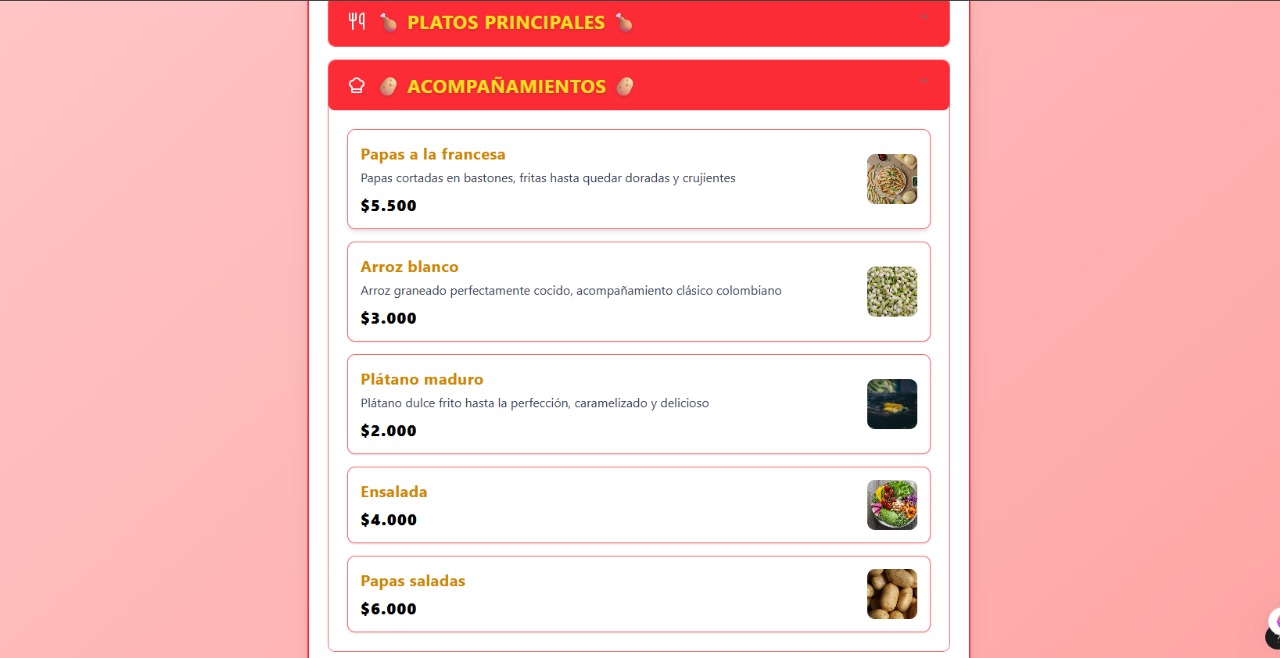 PLATOS PRINCIPALES
ACOMPAÑAMIENTOS
Papas a la francesa
Papas cortadas en bastones, fritas hasta quedar doradas y crujientes
$5.500
Arroz blanco
Arroz graneado perfectamente cocido, acompañamiento clásico colombiano
$3.000
Plátano maduro
Plátano dulce frito hasta la perfección, caramelizado y delicioso
$2.000
Ensalada
$4.000
Papas saladas
$6.000